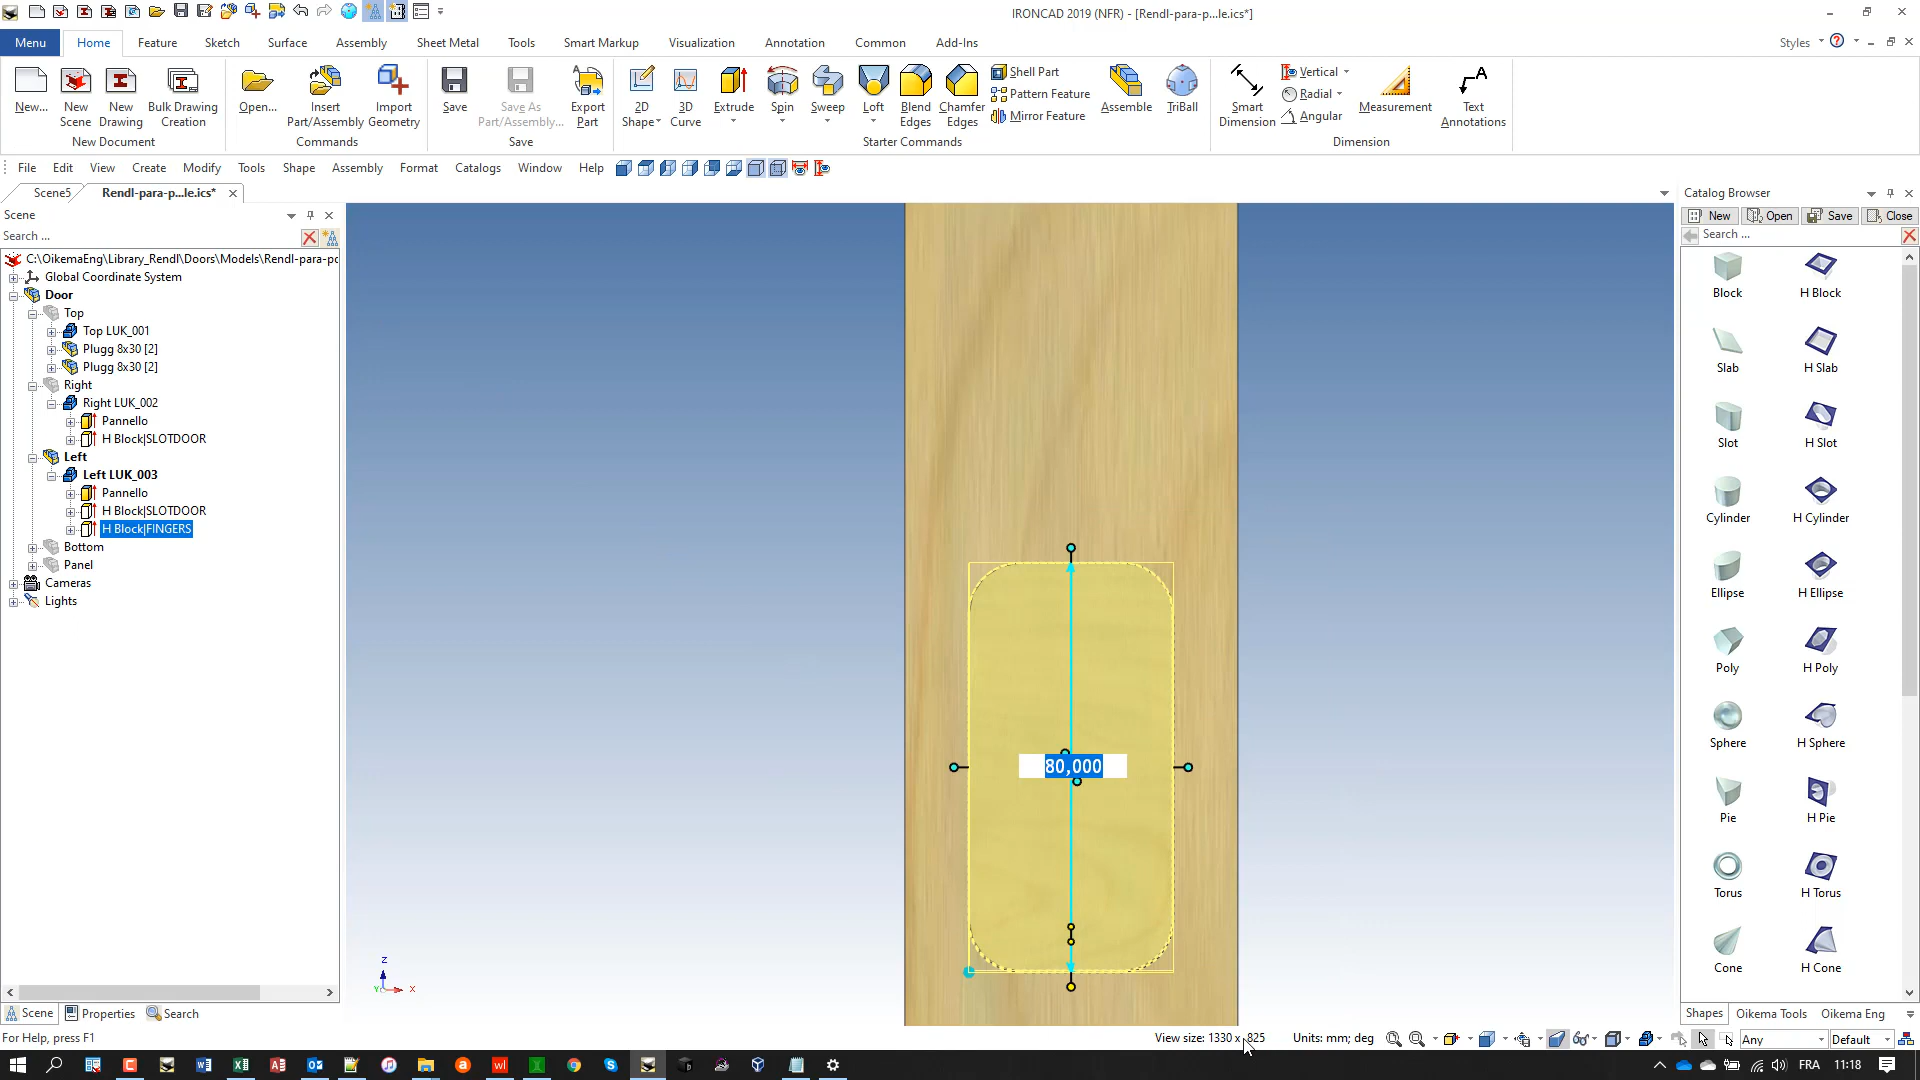 IRONCAD 2019 (NFR) - [Rendl-para-p...le.ics*]
Menu Home Feature Sketch Surface Assembly Sheet Metal Tools Smart Markup Visualization Annotation Common Add-Ins Styles
New... New Scene New Drawing Bulk Drawing Creation Open... Insert Part/Assembly Import Geometry Save Save As Part/Assembly... Export Part 2D Shape 3D Curve Extrude Spin Sweep Loft Blend Edges Chamfer Edges Shell Part Pattern Feature Mirror Feature Assemble TriBall Smart Dimension Vertical Radial Angular Measurement Text Annotations
New Document Commands Save Starter Commands Dimension
File Edit View Create Modify Tools Shape Assembly Format Catalogs Window Help
Scene5 Rendl-para-p...le.ics*
Scene
Search ...
C:\OikemaEng\Library_Rendl\Doors\Models\Rendl-para-po
Global Coordinate System
Door
Top
Top LUK_001
Plugg 8x30 [2]
Plugg 8x30 [2]
Right
Right LUK_002
Pannello
H Block|SLOTDOOR
Left
Left LUK_003
Pannello
H Block|SLOTDOOR
H Block|FINGERS
Bottom
Panel
Cameras
Lights
80,000
Z
Y X
Catalog Browser
New Open Save Close
Search ...
Block H Block
Slab H Slab
Slot H Slot
Cylinder H Cylinder
Ellipse H Ellipse
Poly H Poly
Sphere H Sphere
Pie H Pie
Torus H Torus
Cone H Cone
Scene Properties Search
Shapes Oikema Tools Oikema Eng
For Help, press F1
View size: 1330 x 825 Units: mm; deg Any Default
FRA 11:18